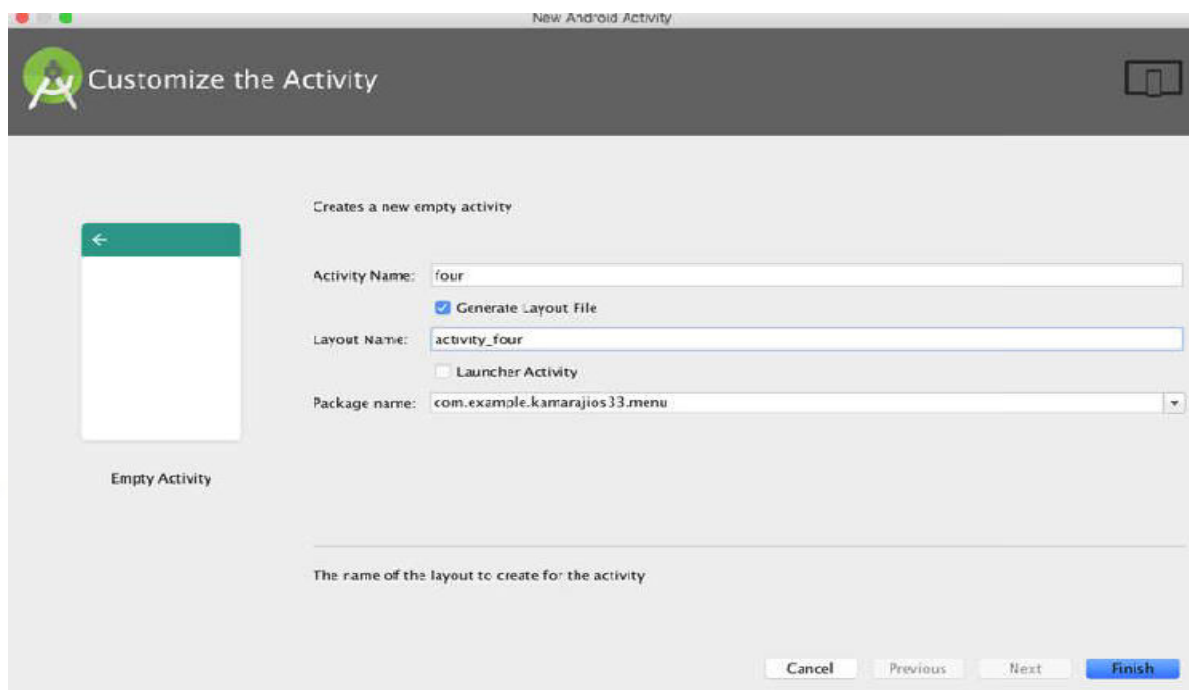 New Android Activity
Customize the Activity
Creates a new empty activity
Activity Name: four
Generate Layout File
Layout Name: activity_four
Launcher Activity
Package name: com.example.kamarajios33.menu
Empty Activity
The name of the layout to create for the activity
Cancel Previous Next Finish